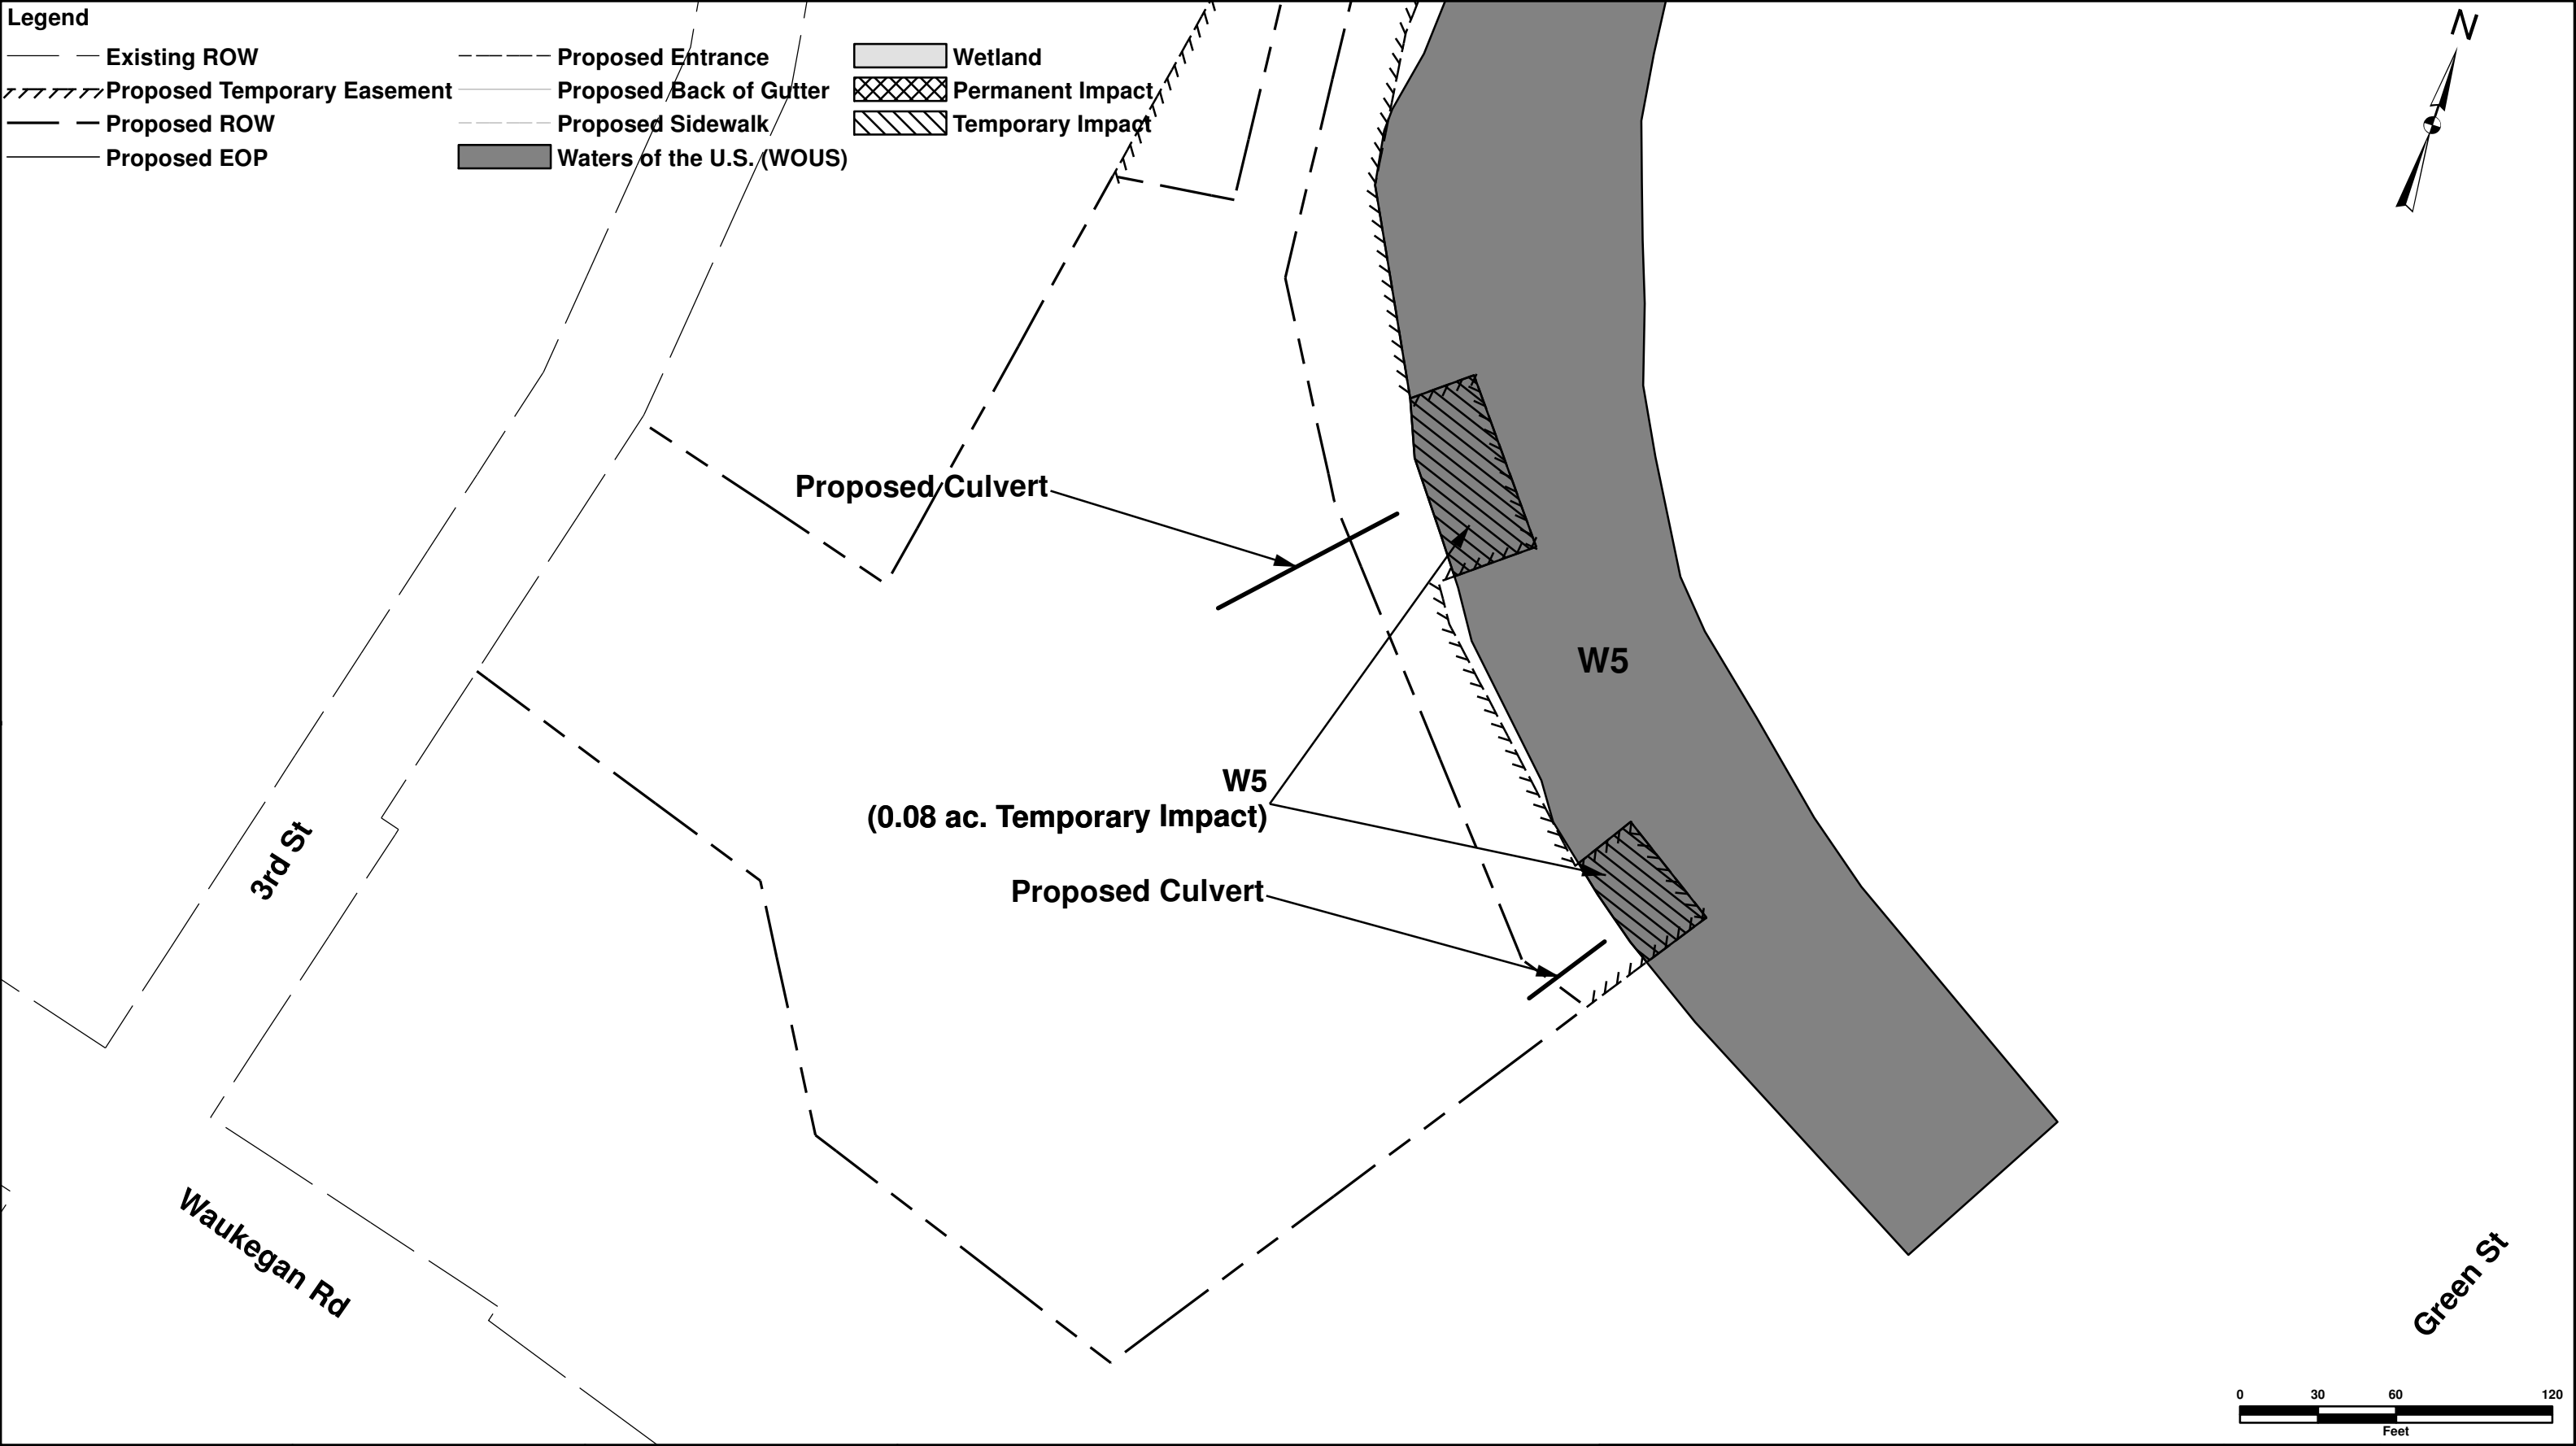 Legend
Existing ROW
Proposed Temporary Easement
Proposed ROW
Proposed EOP
Proposed Entrance
Proposed Back of Gutter
Proposed Sidewalk
Waters of the U.S. (WOUS)
Wetland
Permanent Impact
Temporary Impact
N
Proposed Culvert
W5
W5
(0.08 ac. Temporary Impact)
Proposed Culvert
3rd St
Waukegan Rd
Green St
0 30 60 120
Feet